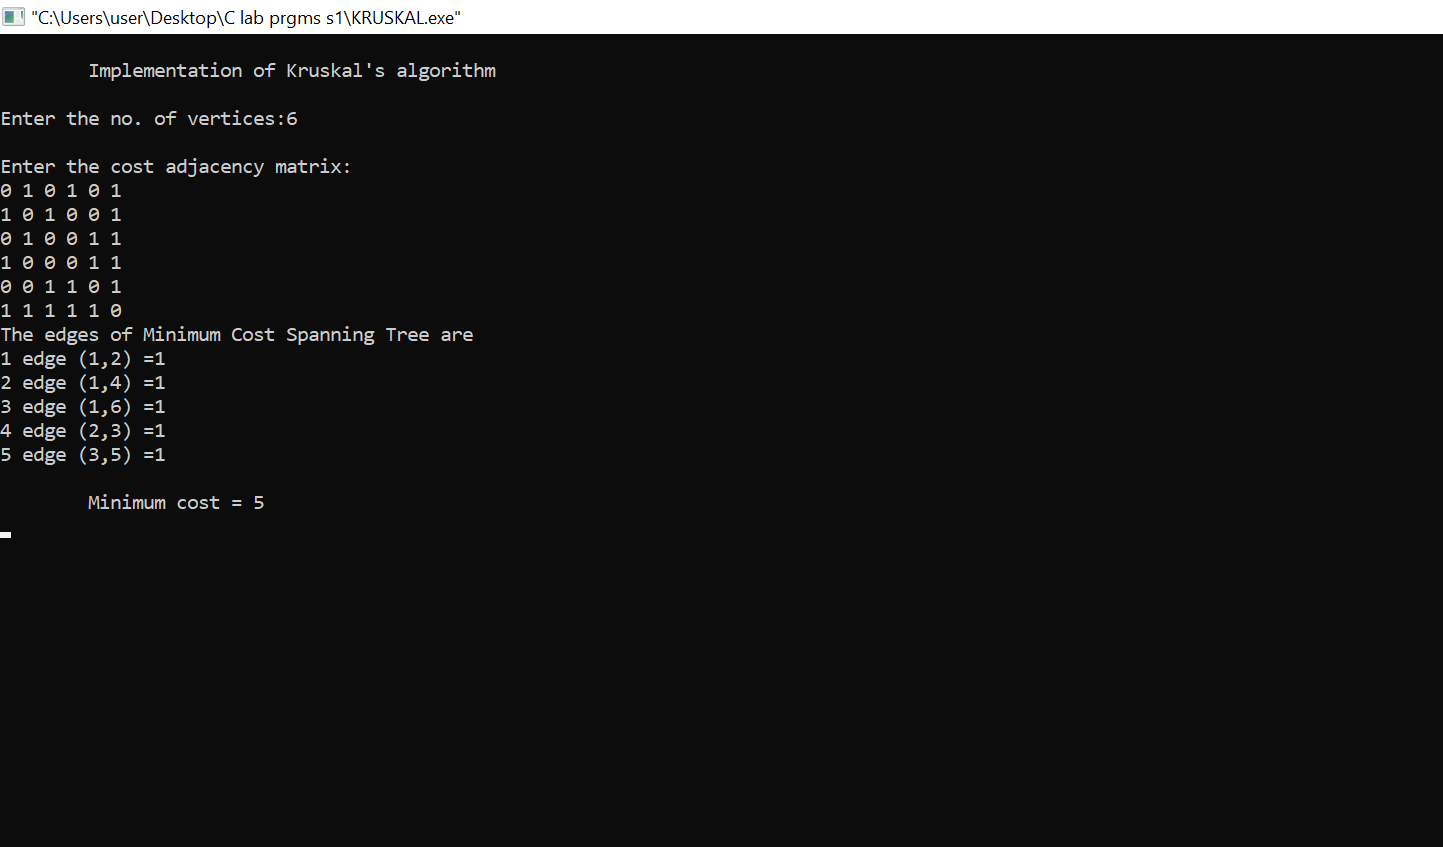 "C:\Users\user\Desktop\C lab prgms s1\KRUSKAL.exe"
Implementation of Kruskal's algorithm
Enter the no. of vertices:6
Enter the cost adjacency matrix:
0 1 0 1 0 1
1 0 1 0 0 1
0 1 0 0 1 1
1 0 0 0 1 1
0 0 1 1 0 1
1 1 1 1 1 0
The edges of Minimum Cost Spanning Tree are
1 edge (1,2) =1
2 edge (1,4) =1
3 edge (1,6) =1
4 edge (2,3) =1
5 edge (3,5) =1
Minimum cost = 5